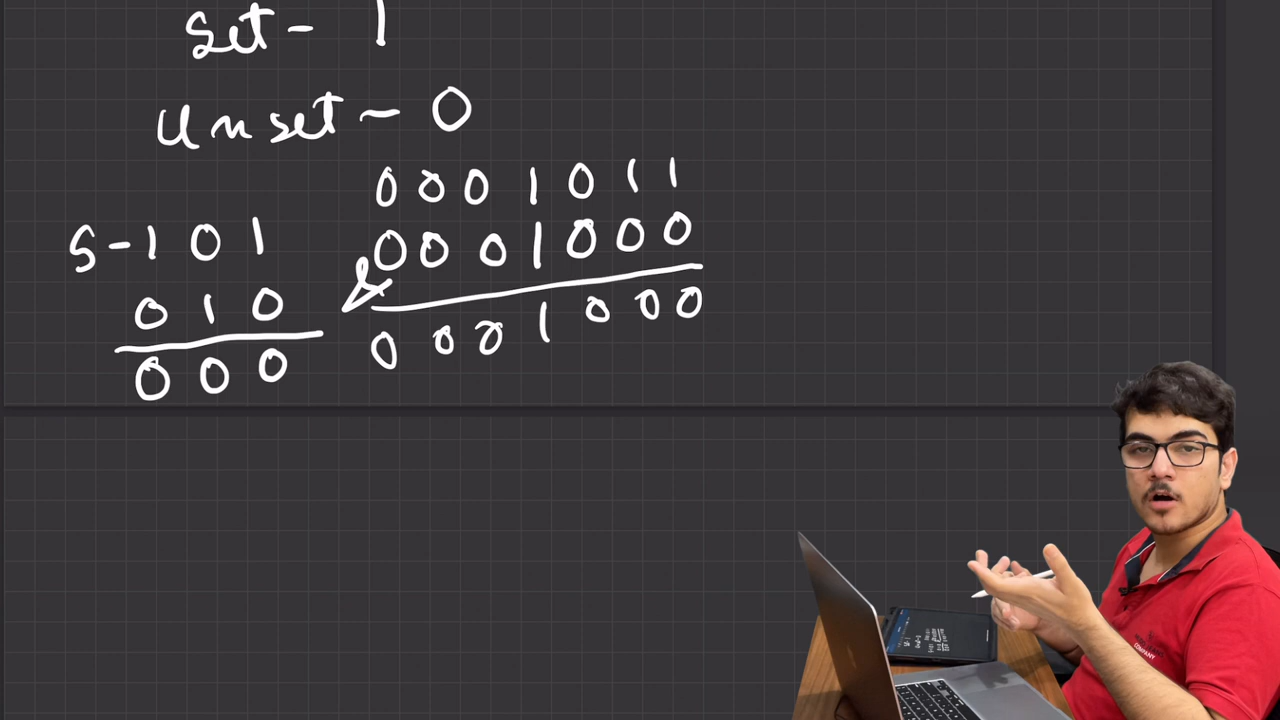 Set - 1
Unset - 0
0 0 0 1 0 1 1
5 - 1 0 1
& 0 0 0 1 0 0 0
0 1 0
0 0 0 1 0 0 0
0 0 0
COMPANY